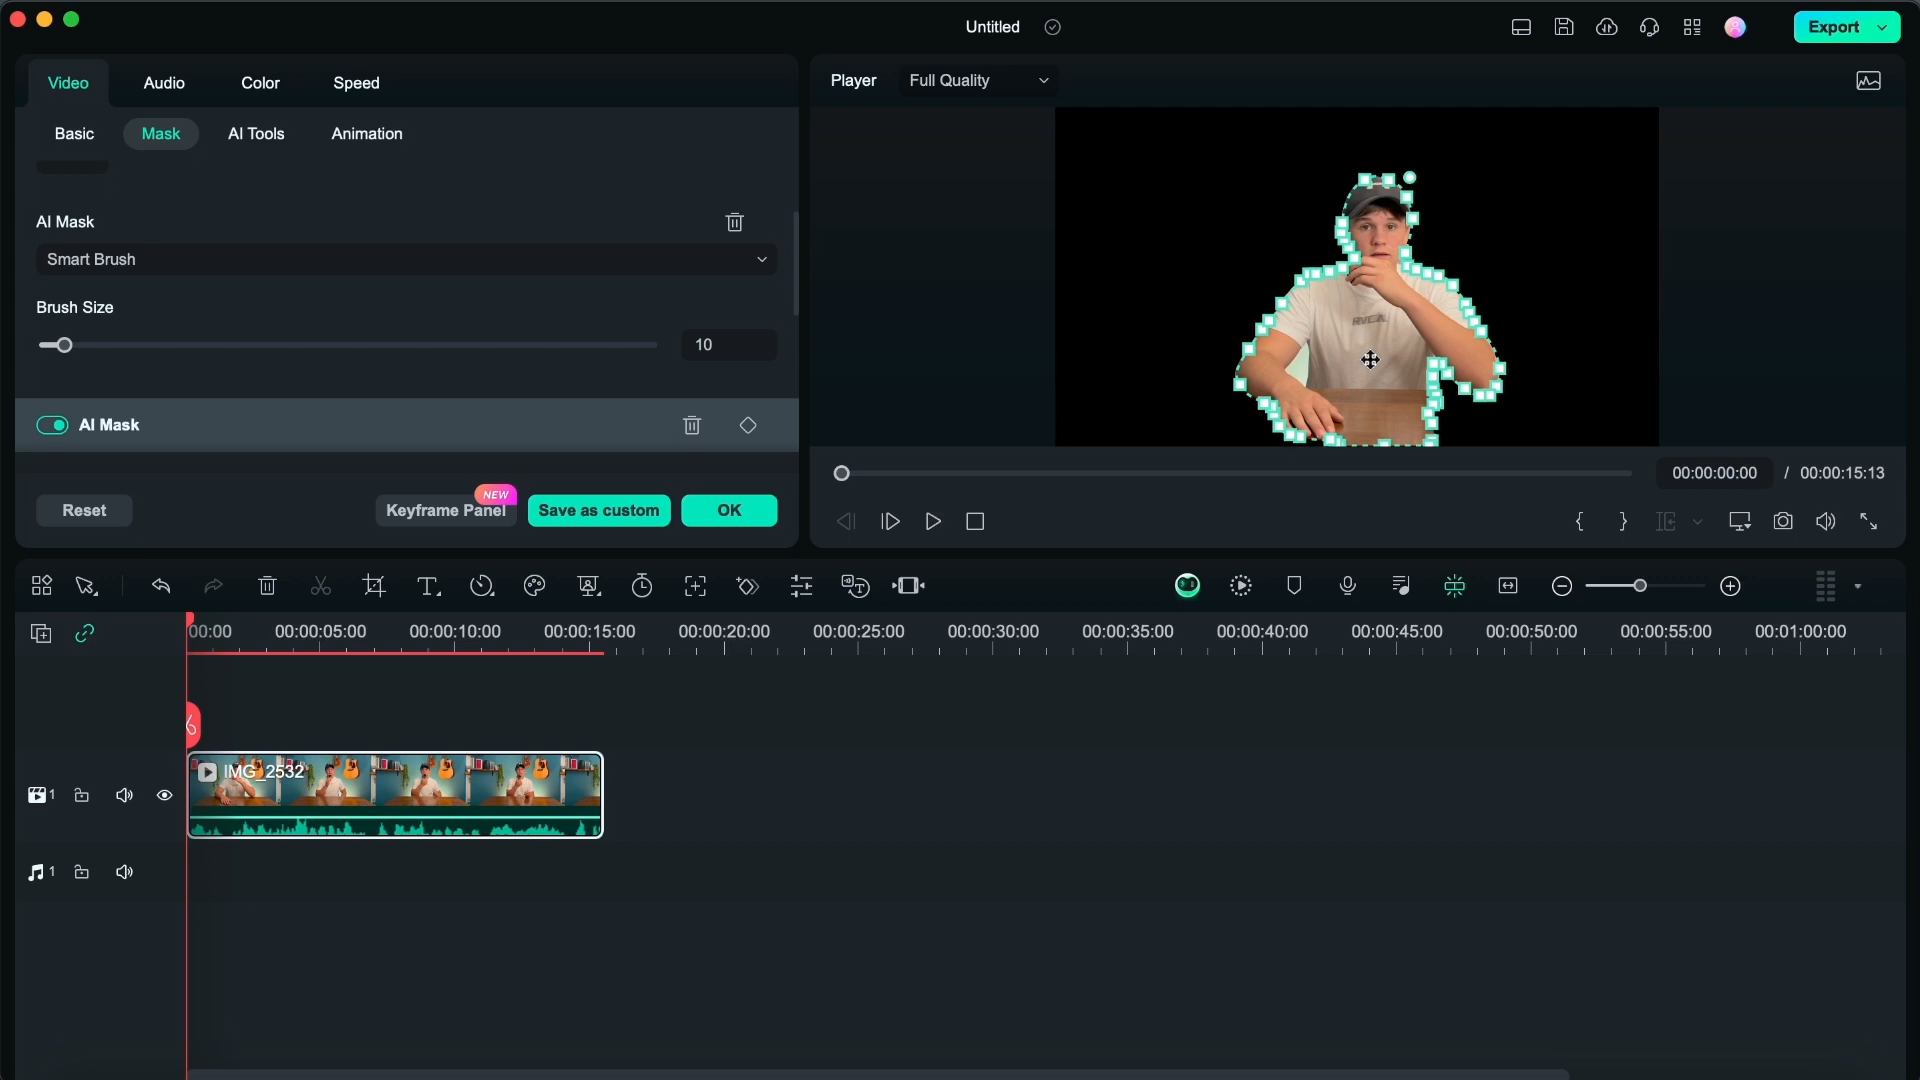 Untitled
Export
Video
Audio
Color
Speed
Player
Full Quality
Basic
Mask
AI Tools
Animation
AI Mask
Smart Brush
Brush Size
10
RVCA
AI Mask
00:00:00:00 / 00:00:15:13
NEW
Reset
Keyframe Panel
Save as custom
OK
00:00
00:00:05:00
00:00:10:00
00:00:15:00
00:00:20:00
00:00:25:00
00:00:30:00
00:00:35:00
00:00:40:00
00:00:45:00
00:00:50:00
00:00:55:00
00:01:00:00
IMG_2532
1
1